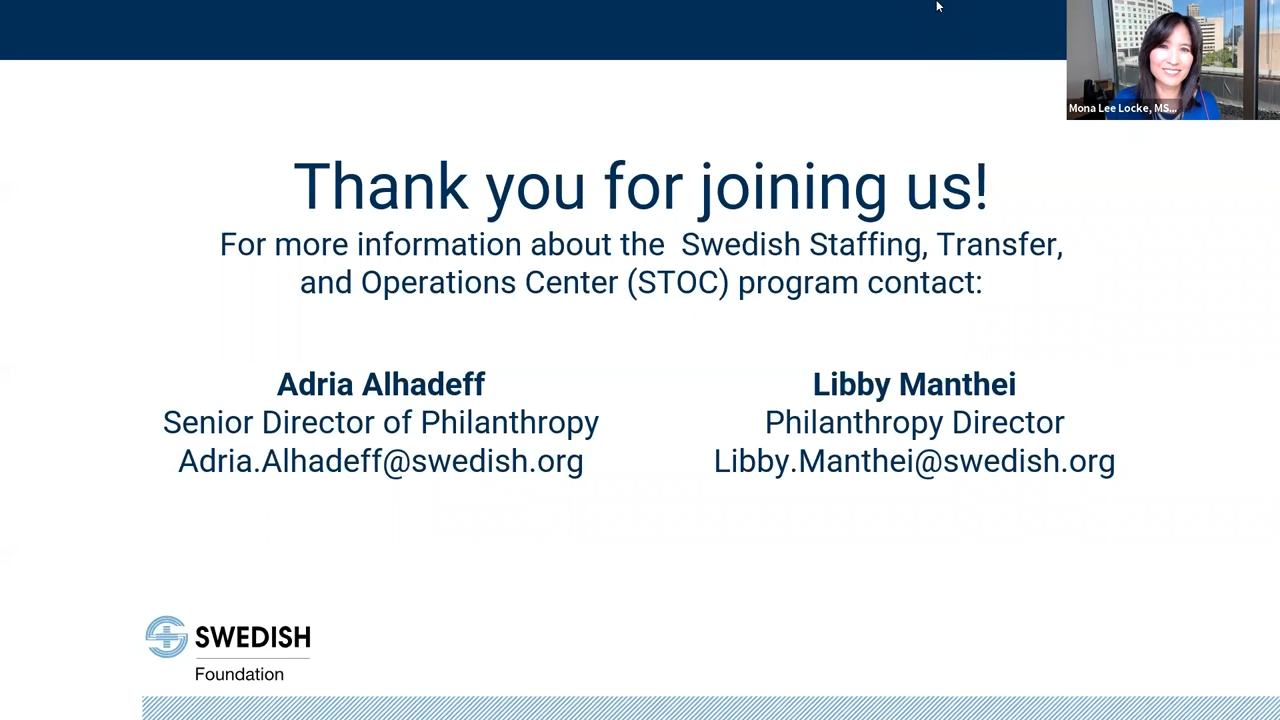 Mona Lee Locke, MS...
Thank you for joining us!
For more information about the Swedish Staffing, Transfer,
and Operations Center (STOC) program contact:
Adria Alhadeff
Senior Director of Philanthropy
Adria.Alhadeff@swedish.org
Libby Manthei
Philanthropy Director
Libby.Manthei@swedish.org
SWEDISH
Foundation